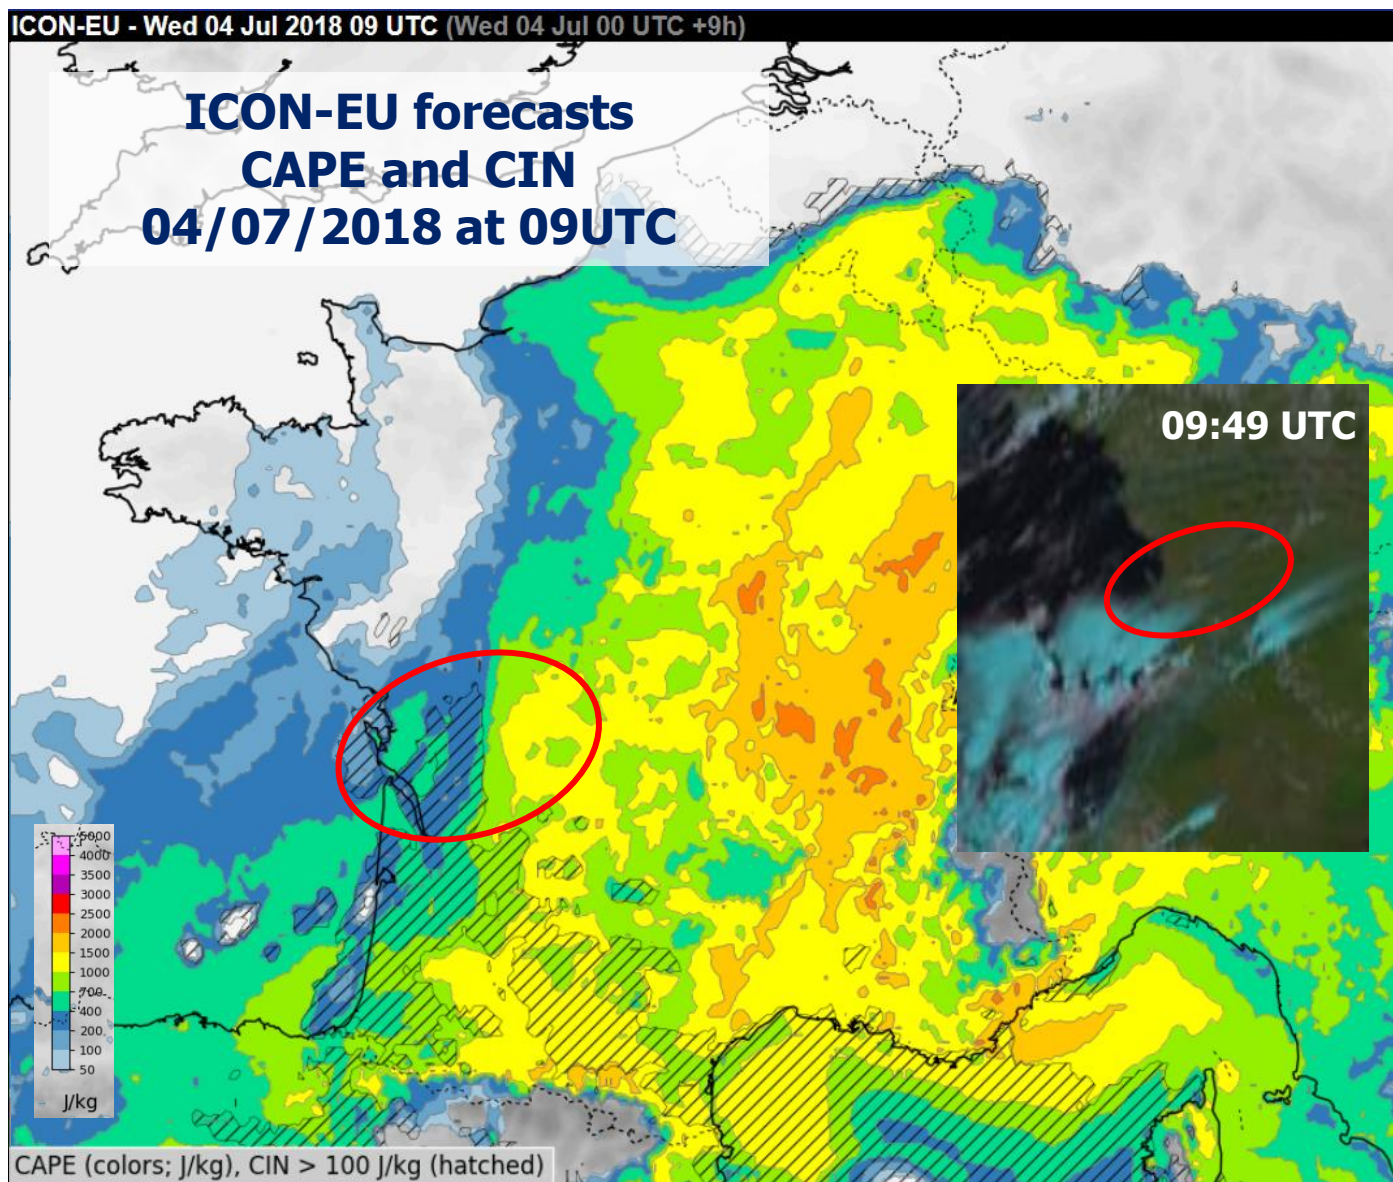 ICON-EU - Wed 04 Jul 2018 09 UTC (Wed 04 Jul 00 UTC +9h)
ICON-EU forecasts
CAPE and CIN
04/07/2018 at 09UTC
09:49 UTC
5000
4000
3500
3000
2500
2000
1500
1000
700
400
200
100
50
J/kg
CAPE (colors; J/kg), CIN > 100 J/kg (hatched)